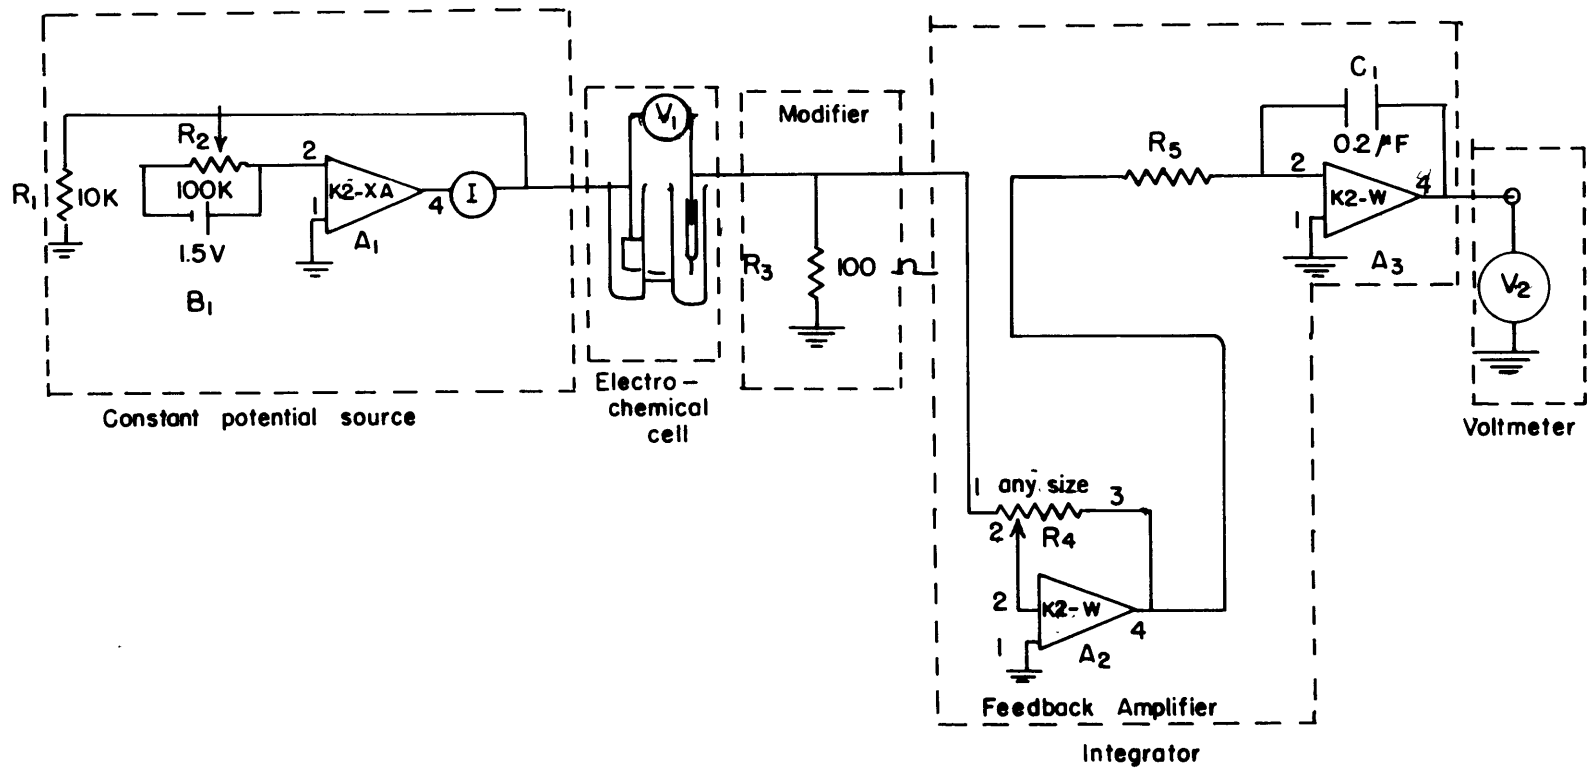 R1
10K
R2
100K
1.5V
B1
2
1
K2-XA
4
A1
I
Constant potential source
V1
Electro-
chemical
cell
Modifier
R3
100 Ω
1
any size
3
2
R4
2
K2-W
1
4
A2
Feedback Amplifier
Integrator
R5
C1
0.2 μF
2
K2-W
4
1
A3
V2
Voltmeter